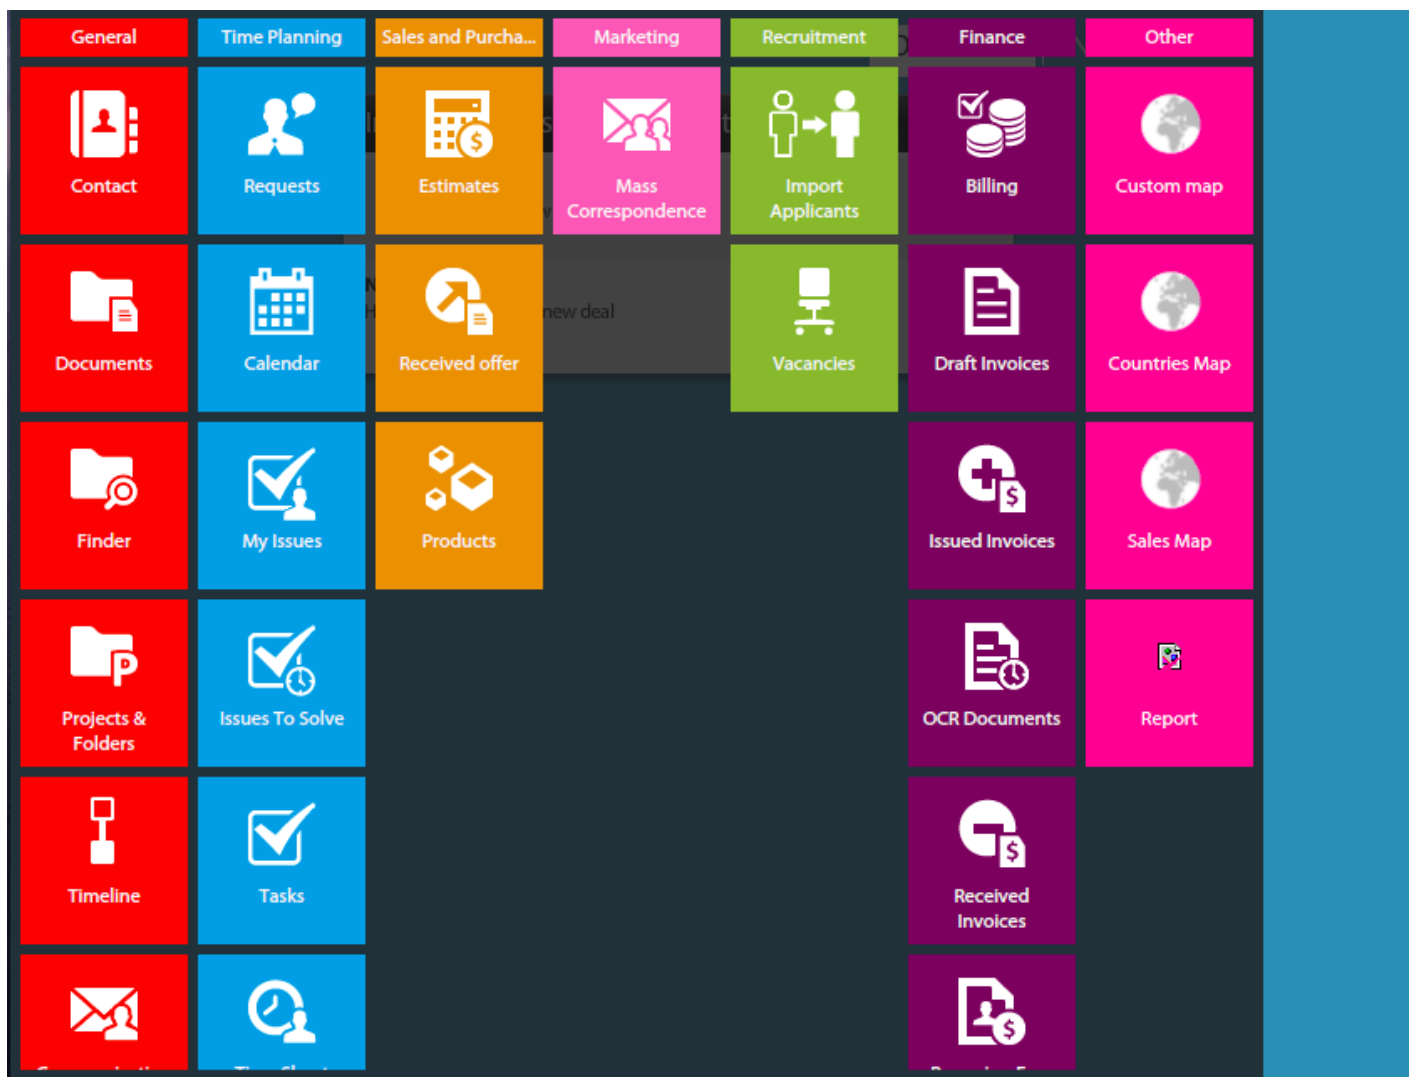 General
Time Planning
Sales and Purcha...
Marketing
Recruitment
Finance
Other
Contact
Requests
Estimates
Mass
Correspondence
Import
Applicants
Billing
Custom map
Documents
Calendar
Received offer
new deal
Vacancies
Draft Invoices
Countries Map
Finder
My Issues
Products
Issued Invoices
Sales Map
Projects &
Folders
Issues To Solve
OCR Documents
Report
Timeline
Tasks
Received
Invoices